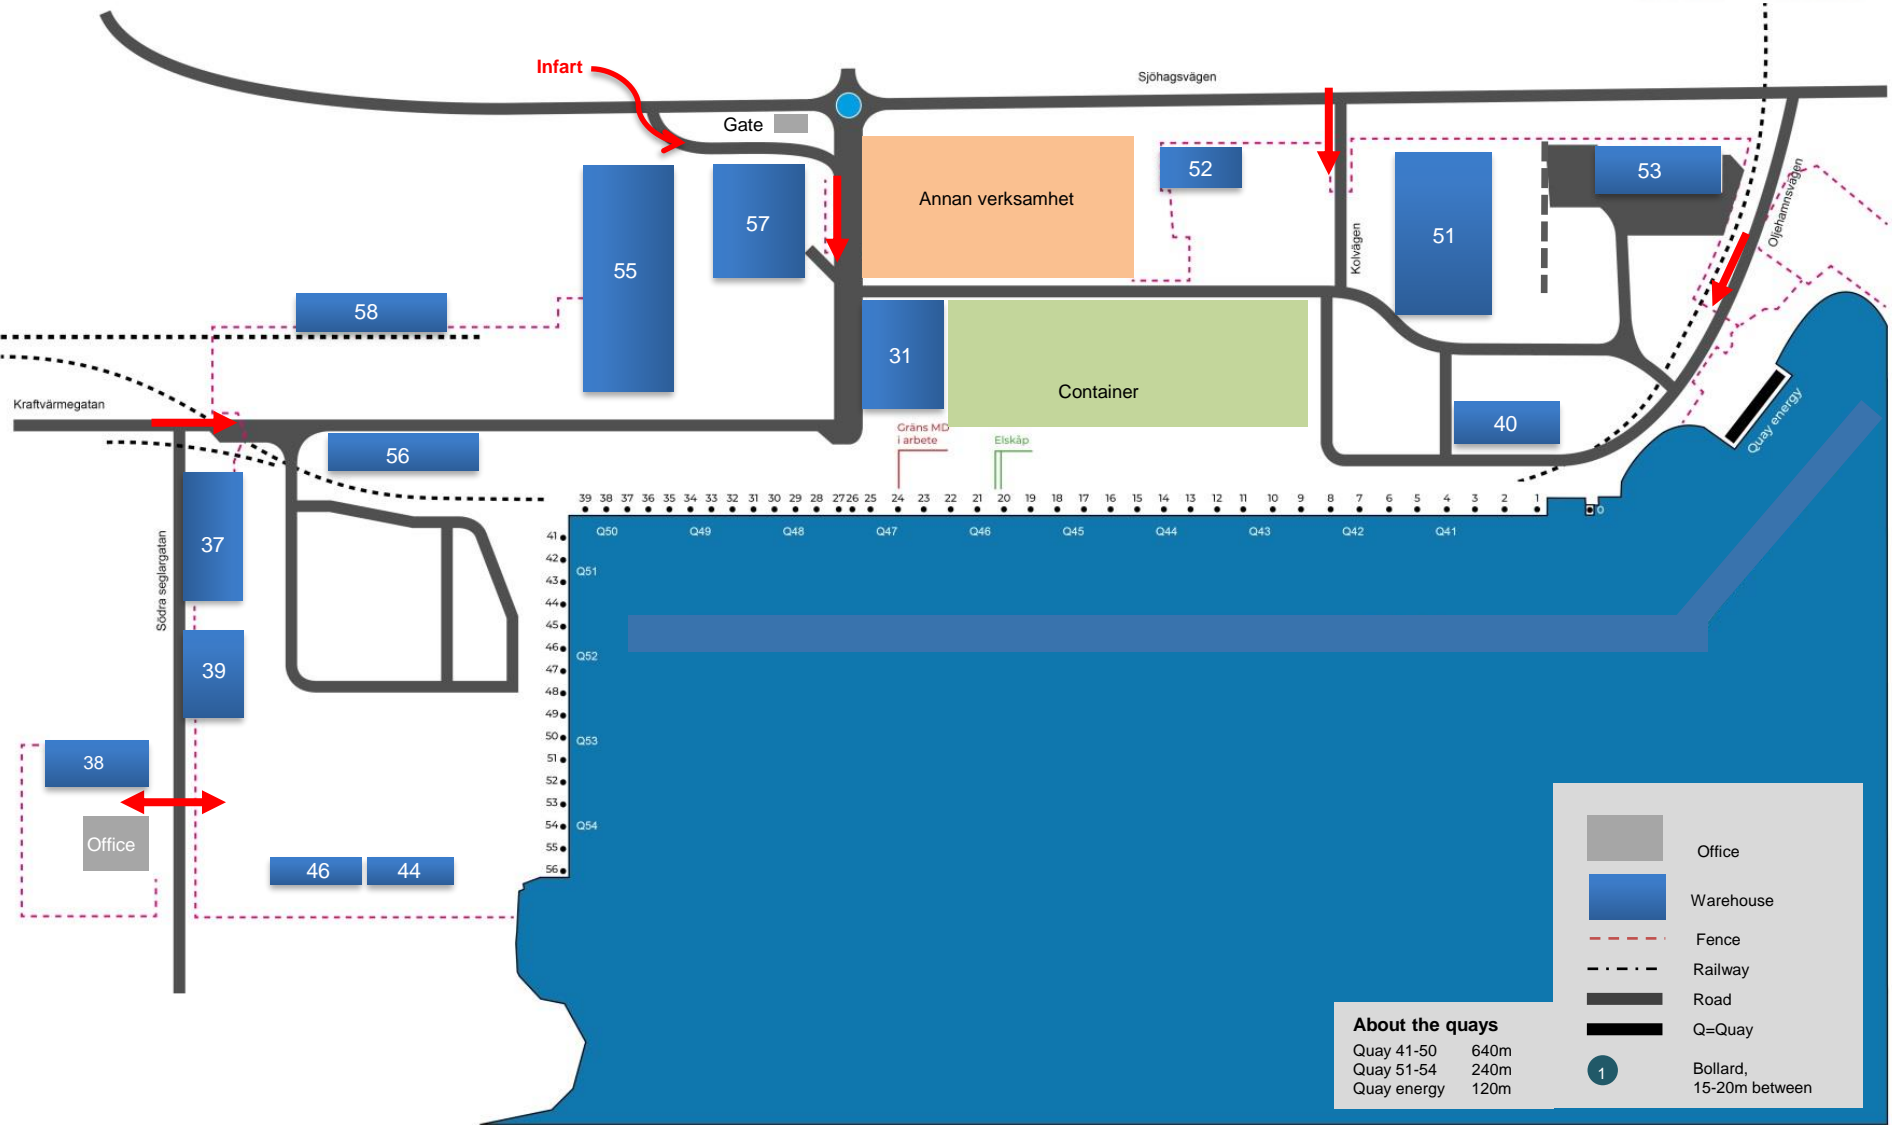 Infart
Sjöhagsvägen
Gate
52
53
57
Annan verksamhet
Oljehamnsvägen
51
Kolvägen
55
58
31
Container
Kraftvärmegatan
Quay energy
40
Gräns MD
i arbete
Elskåp
56
39 38 37 36 35 34 33 32 31 30 29 28 27 26 25 24 23 22 21 20 19 18 17 16 15 14 13 12 11 10 9 8 7 6 5 4 3 2 1
0
Q50 Q49 Q48 Q47 Q46 Q45 Q44 Q43 Q42 Q41
37
Södra seglargatan
41
42
Q51
43
44
45
46
Q52
47
48
49
50
Q53
51
52
53
54
Q54
55
56
39
38
Office
46
44
Office
Warehouse
Fence
Railway
Road
Q=Quay
1
Bollard,
15-20m between
About the quays
Quay 41-50 640m
Quay 51-54 240m
Quay energy 120m